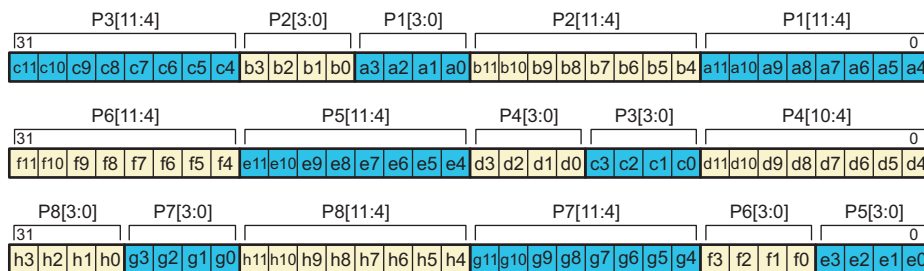 P3[11:4] P2[3:0] P1[3:0] P2[11:4] P1[11:4]
31 0
c11 c10 c9 c8 c7 c6 c5 c4 b3 b2 b1 b0 a3 a2 a1 a0 b11 b10 b9 b8 b7 b6 b5 b4 a11 a10 a9 a8 a7 a6 a5 a4
P6[11:4] P5[11:4] P4[3:0] P3[3:0] P4[10:4]
31 0
f11 f10 f9 f8 f7 f6 f5 f4 e11 e10 e9 e8 e7 e6 e5 e4 d3 d2 d1 d0 c3 c2 c1 c0 d11 d10 d9 d8 d7 d6 d5 d4
P8[3:0] P7[3:0] P8[11:4] P7[11:4] P6[3:0] P5[3:0]
31 0
h3 h2 h1 h0 g3 g2 g1 g0 h11 h10 h9 h8 h7 h6 h5 h4 g11 g10 g9 g8 g7 g6 g5 g4 f3 f2 f1 f0 e3 e2 e1 e0